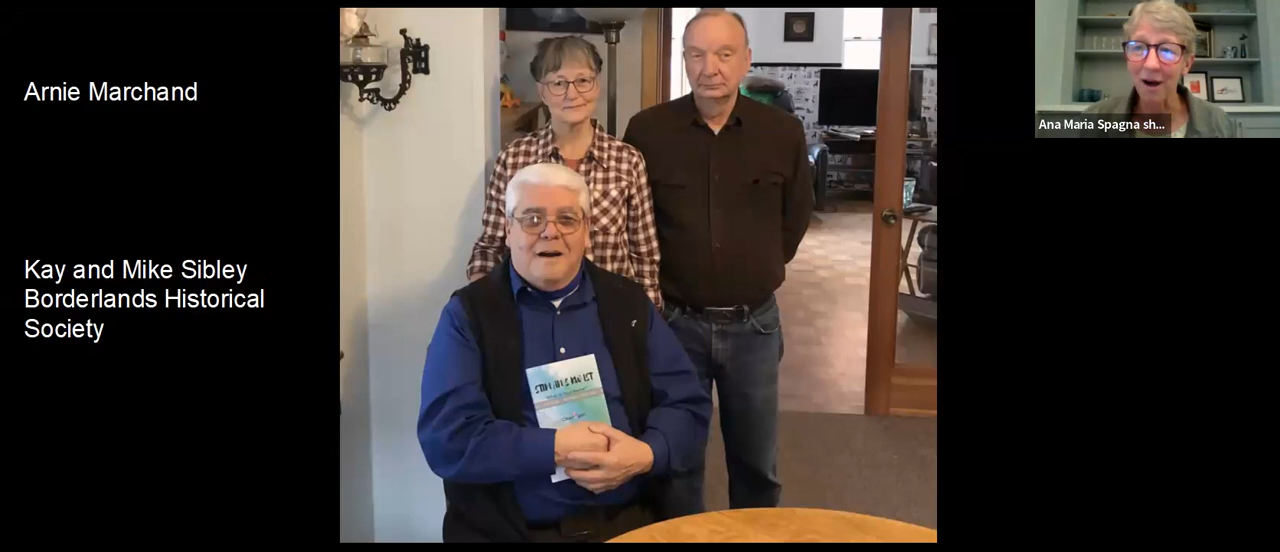 Arnie Marchand
Kay and Mike Sibley
Borderlands Historical
Society
Ana Maria Spagna sh...